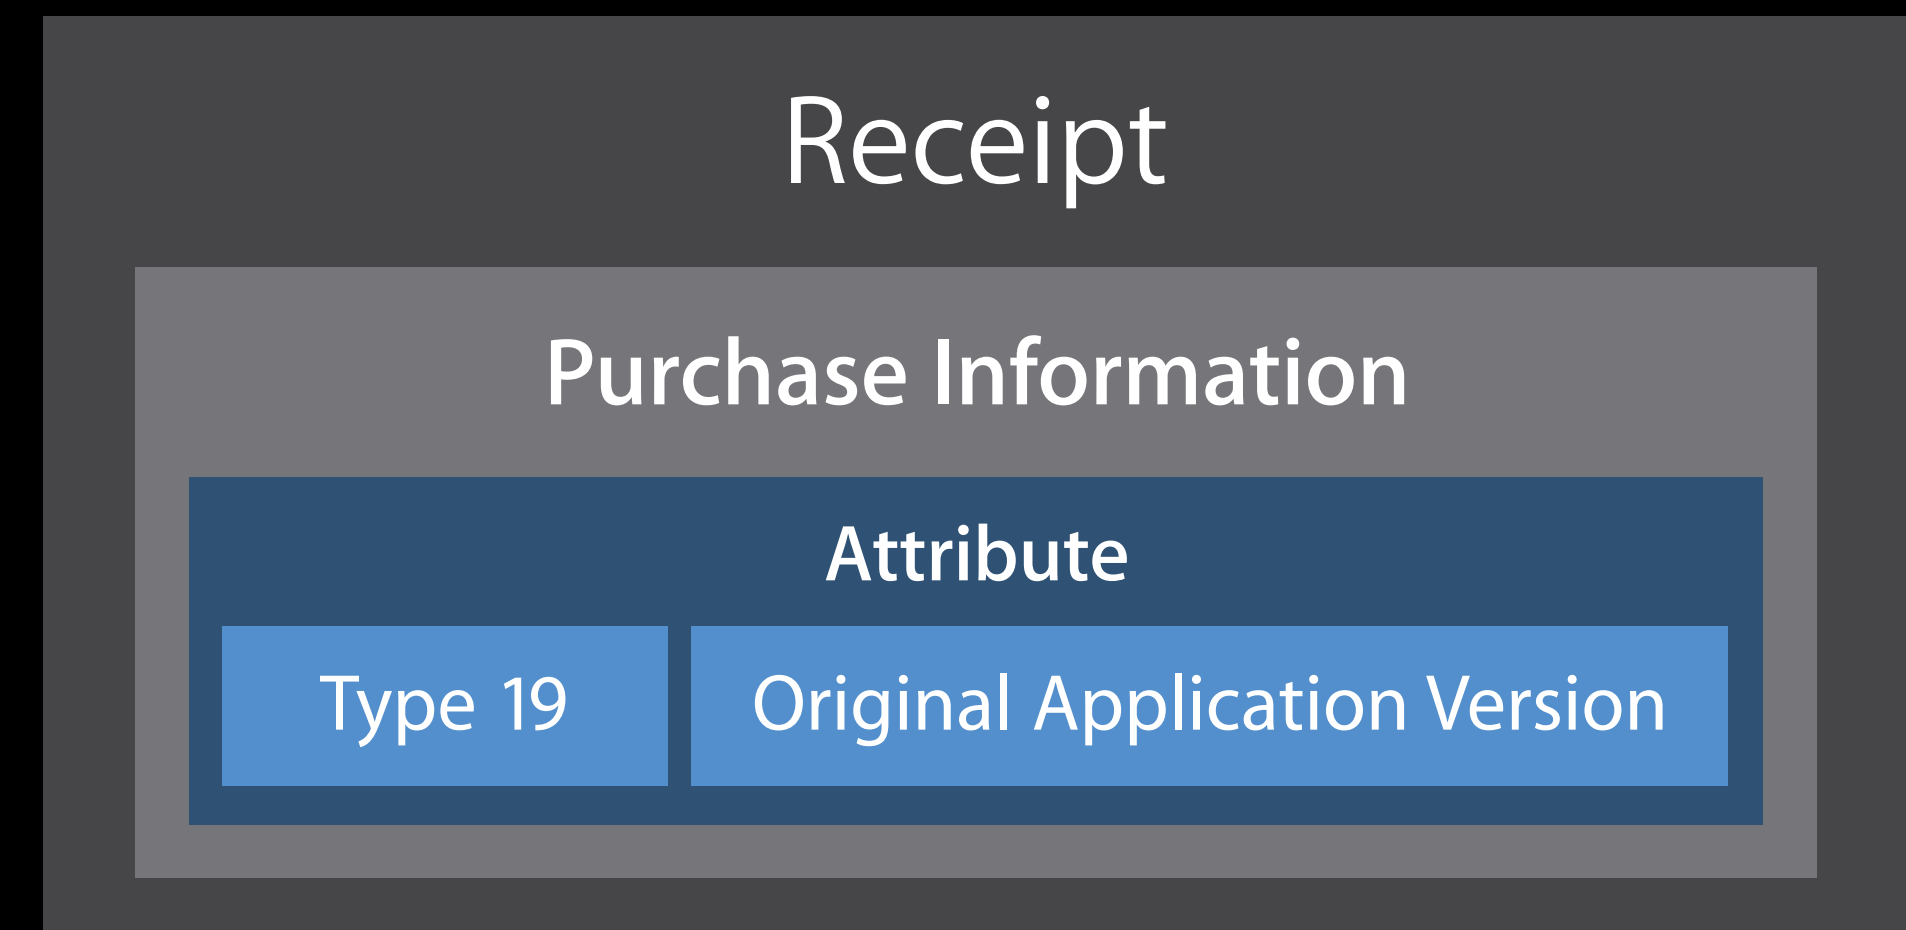 Receipt
Purchase Information
Attribute
Type 19
Original Application Version